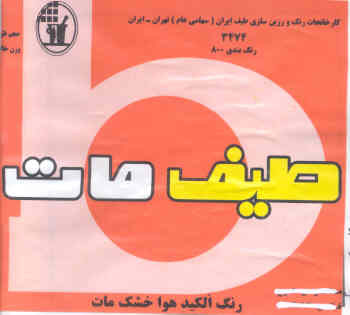 کارخانجات رنگ و رزین سازی طیف ایران ( سهامی عام ) تهران ـ ایران
۳۴۷۴
رنگ بندی ۸۰۰
طیف مات
رنگ آلکید هوا خشک مات